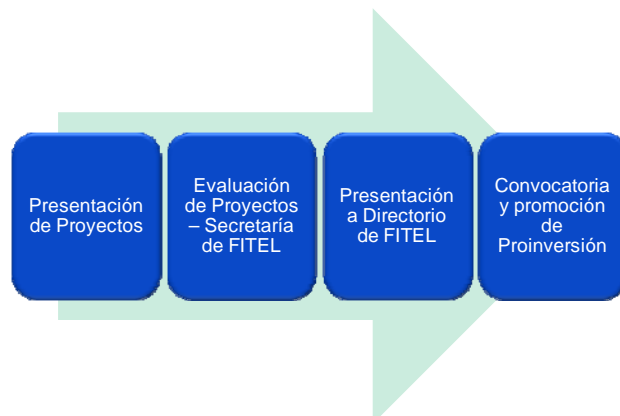 Presentación
de Proyectos
Evaluación
de Proyectos
– Secretaría
de FITEL
Presentación
a Directorio
de FITEL
Convocatoria
y promoción
de
Proinversión